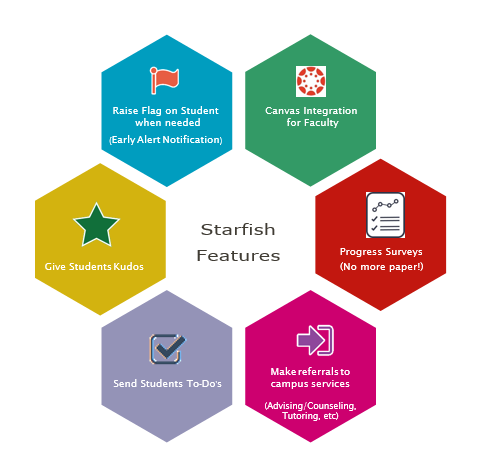 Raise Flag on Student
when needed
(Early Alert Notification)
Canvas Integration
for Faculty
Give Students Kudos
Starfish
Features
Progress Surveys
(No more paper!)
Send Students To-Do's
Make referrals to
campus services
(Advising/Counseling,
Tutoring, etc)